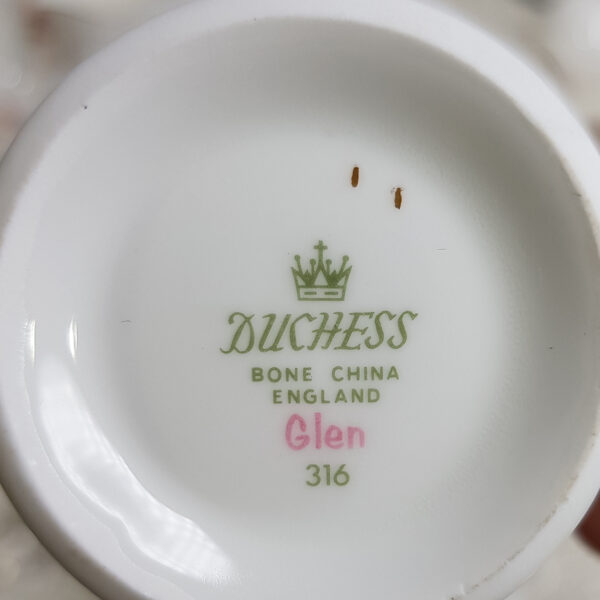 DUCHESS
BONE CHINA
ENGLAND
Glen
316